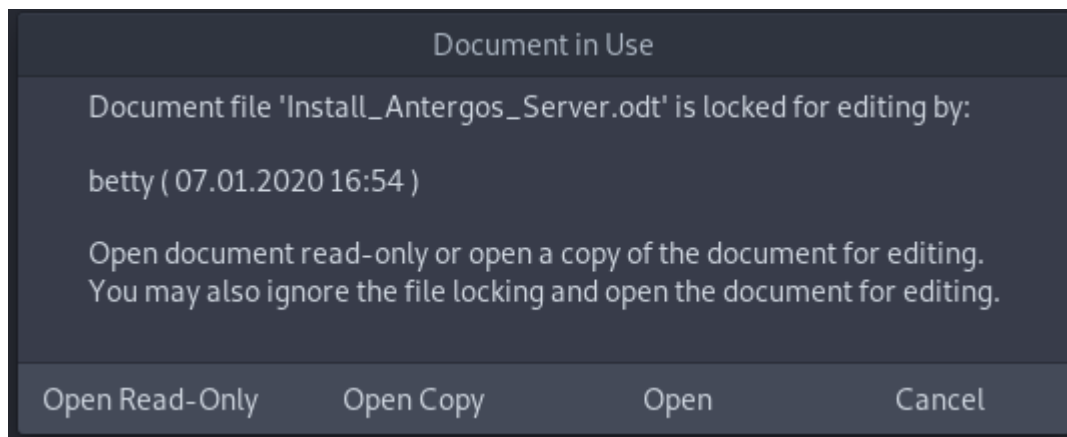 Document in Use
Document file 'Install_Antergos_Server.odt' is locked for editing by:
betty ( 07.01.2020 16:54 )
Open document read-only or open a copy of the document for editing.
You may also ignore the file locking and open the document for editing.
Open Read-Only Open Copy Open Cancel